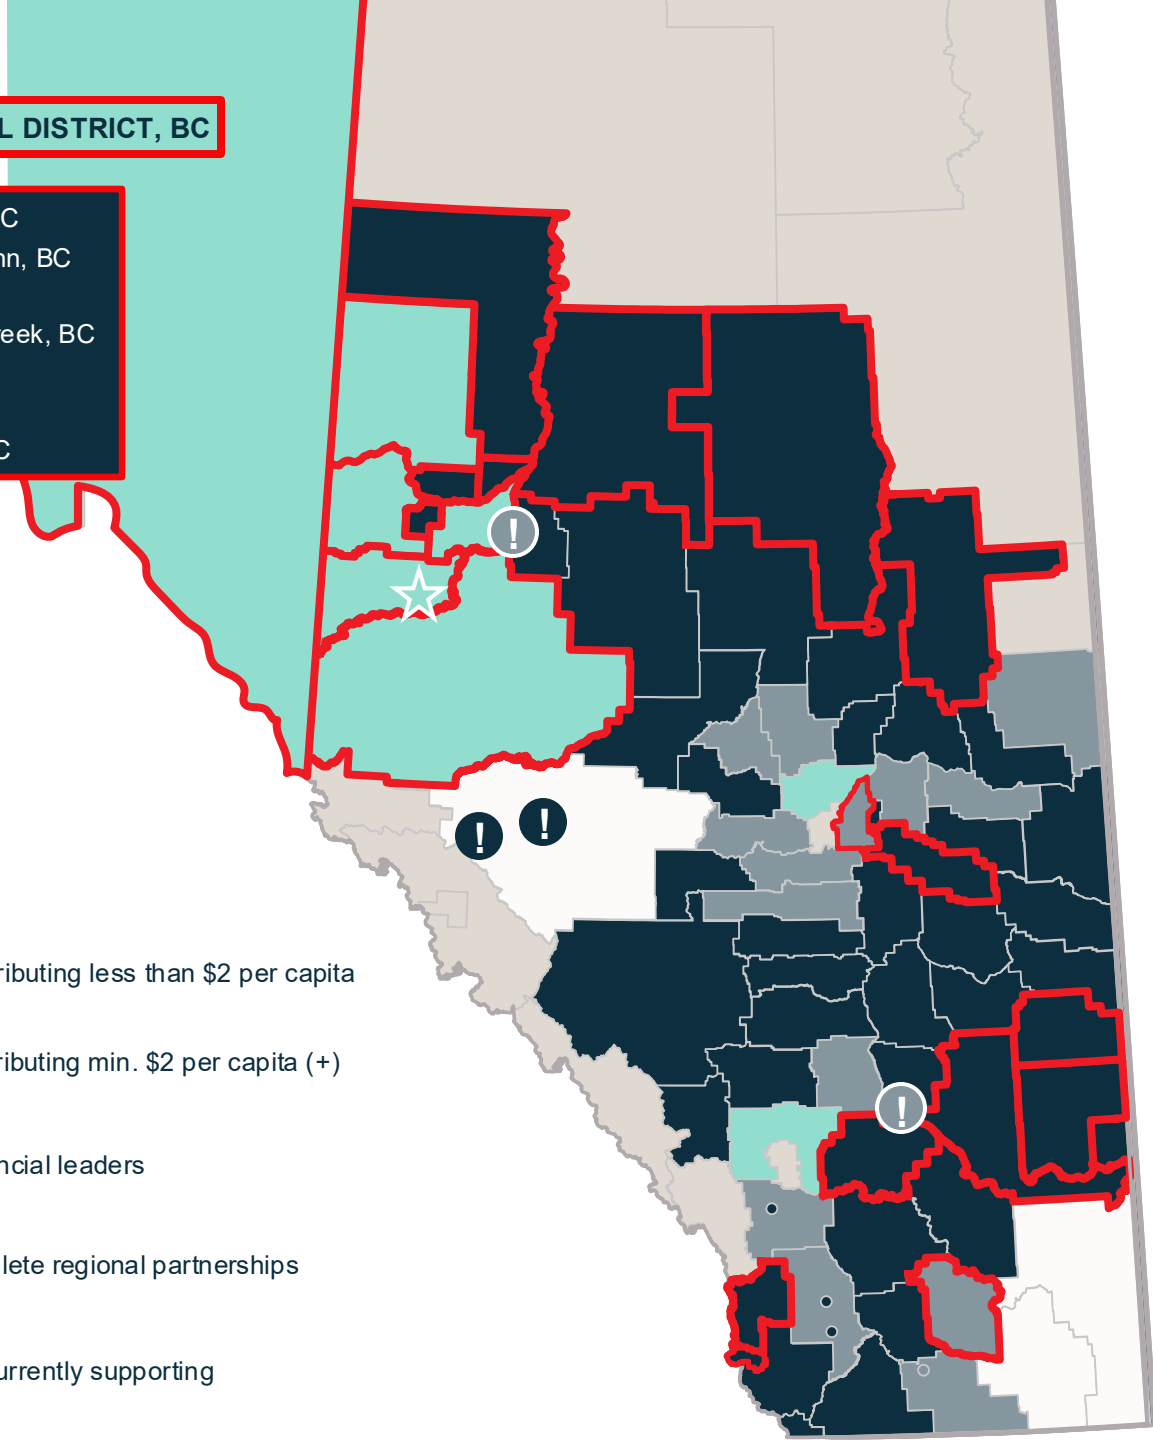 L DISTRICT, BC
C
nn, BC
reek, BC
C
!
!
!
ributing less than $2 per capita
ributing min. $2 per capita (+)
!
ncial leaders
lete regional partnerships
urrently supporting